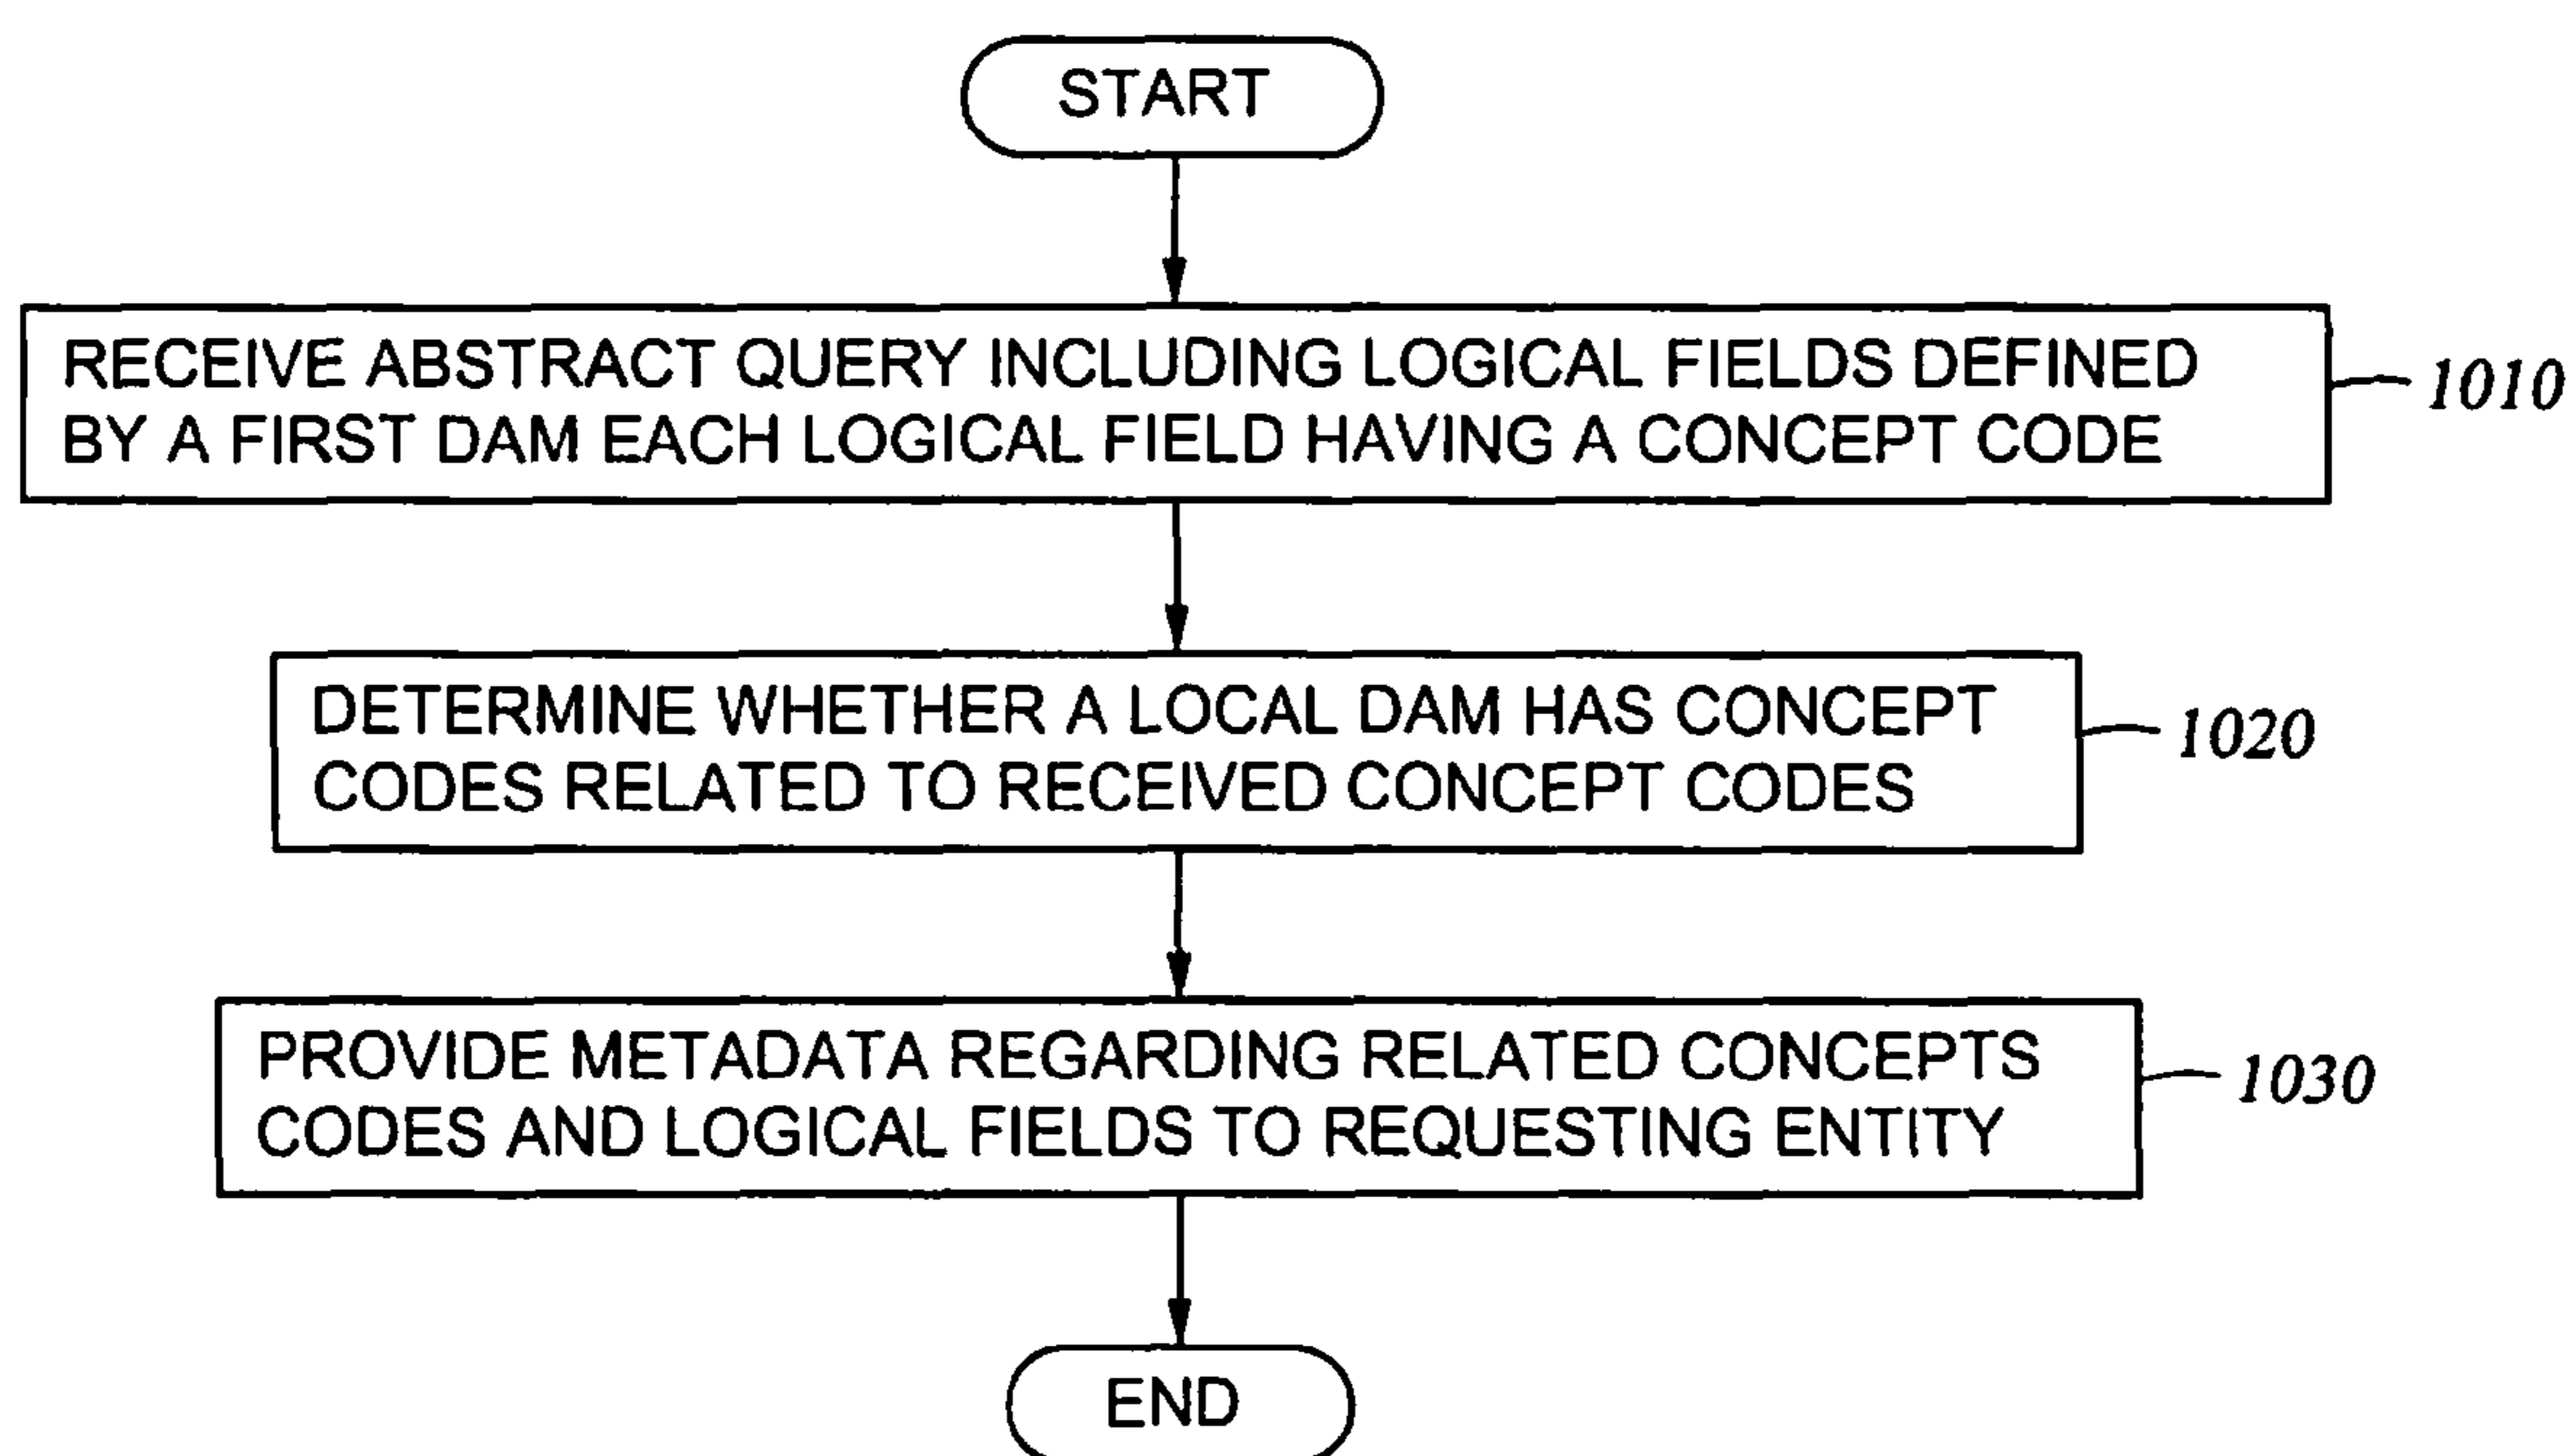 START
RECEIVE ABSTRACT QUERY INCLUDING LOGICAL FIELDS DEFINED
BY A FIRST DAM EACH LOGICAL FIELD HAVING A CONCEPT CODE
1010
DETERMINE WHETHER A LOCAL DAM HAS CONCEPT
CODES RELATED TO RECEIVED CONCEPT CODES
1020
PROVIDE METADATA REGARDING RELATED CONCEPTS
CODES AND LOGICAL FIELDS TO REQUESTING ENTITY
1030
END